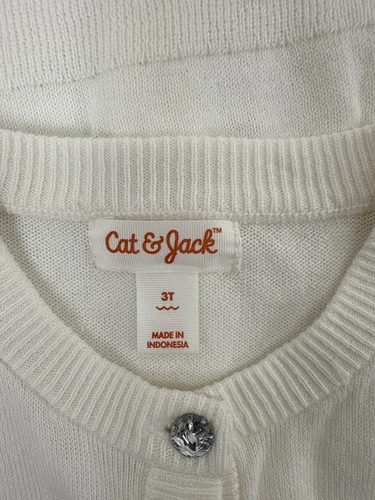 Cat & Jack™
3T
MADE IN
INDONESIA